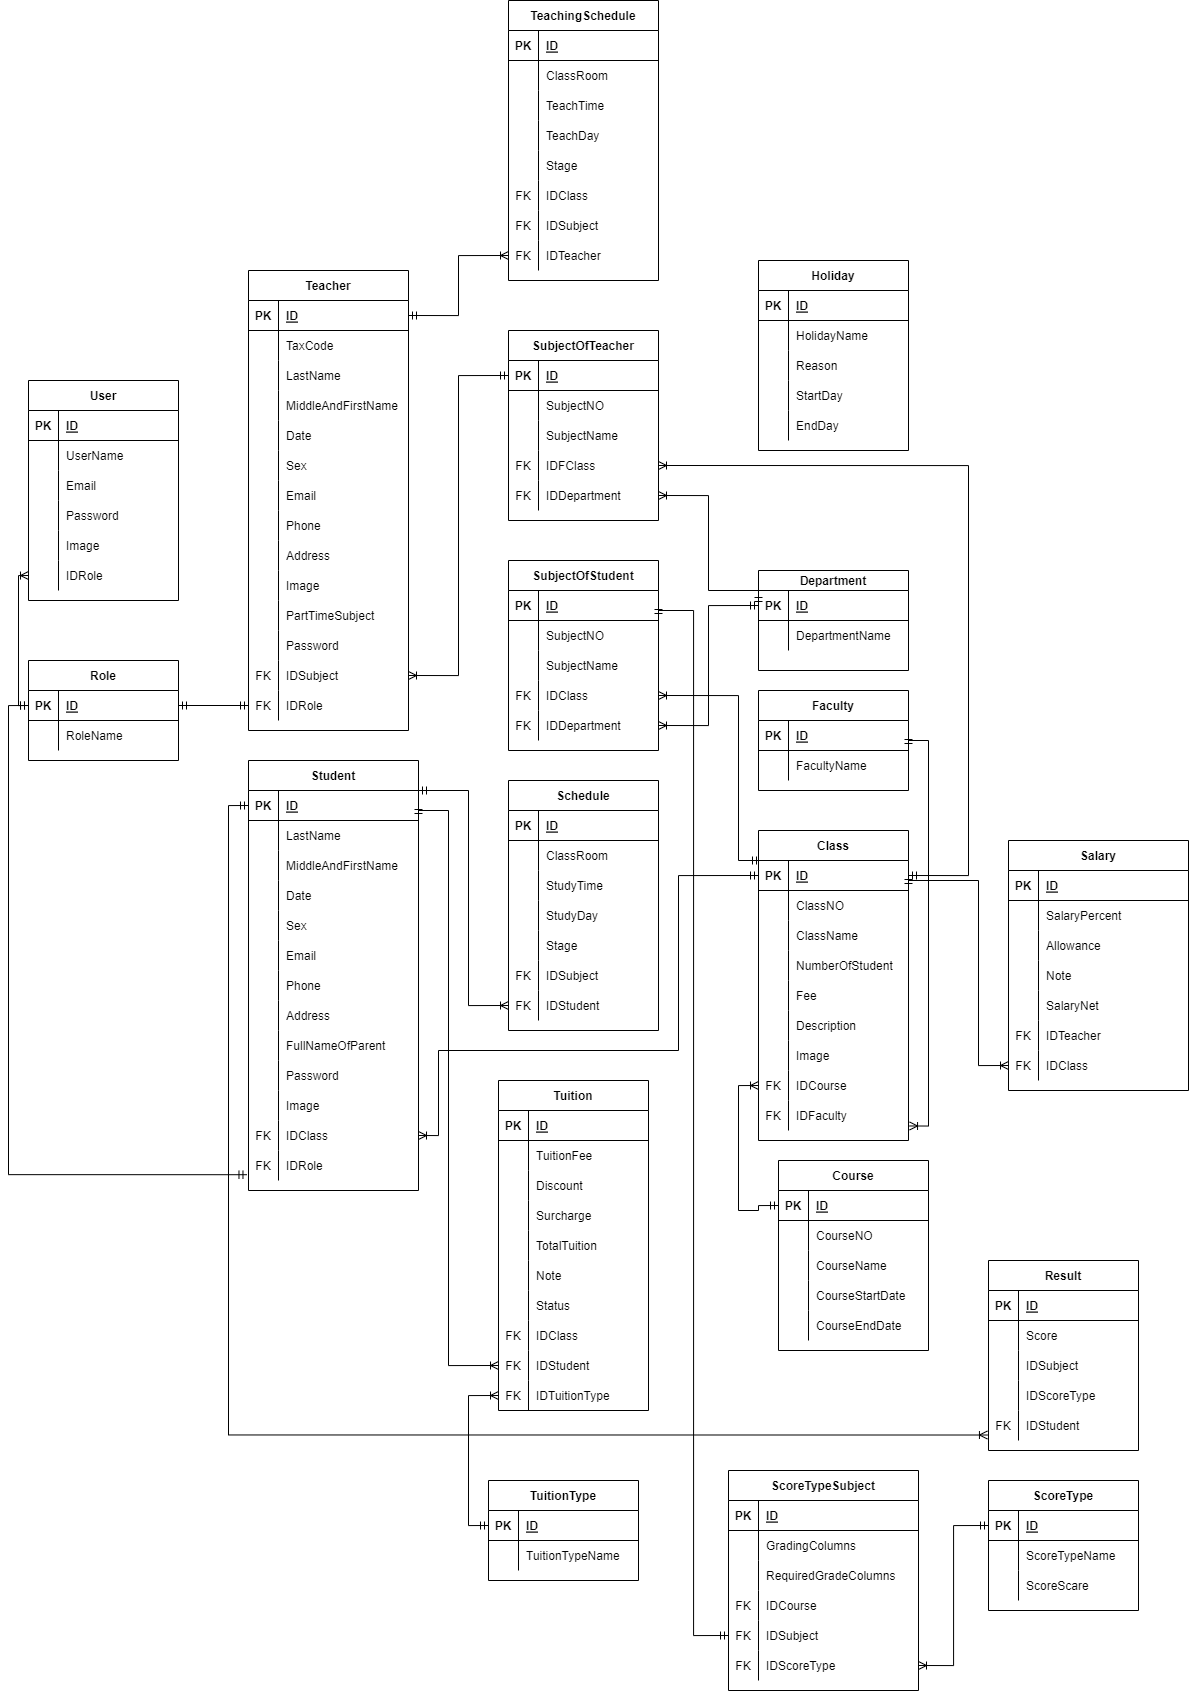 TeachingSchedule
PK ID
ClassRoom
TeachTime
TeachDay
Stage
FK IDClass
FK IDSubject
FK IDTeacher
Holiday
PK ID
HolidayName
Reason
StartDay
EndDay
Teacher
PK ID
TaxCode
LastName
MiddleAndFirstName
Date
Sex
Email
Phone
Address
Image
PartTimeSubject
Password
FK IDSubject
FK IDRole
SubjectOfTeacher
PK ID
SubjectNO
SubjectName
FK IDFClass
FK IDDepartment
User
PK ID
UserName
Email
Password
Image
IDRole
SubjectOfStudent
PK ID
SubjectNO
SubjectName
FK IDClass
FK IDDepartment
Department
PK ID
DepartmentName
Role
PK ID
RoleName
Faculty
PK ID
FacultyName
Student
PK ID
LastName
MiddleAndFirstName
Date
Sex
Email
Phone
Address
FullNameOfParent
Password
Image
FK IDClass
FK IDRole
Schedule
PK ID
ClassRoom
StudyTime
StudyDay
Stage
FK IDSubject
FK IDStudent
Class
PK ID
ClassNO
ClassName
NumberOfStudent
Fee
Description
Image
FK IDCourse
FK IDFaculty
Salary
PK ID
SalaryPercent
Allowance
Note
SalaryNet
FK IDTeacher
FK IDClass
Tuition
PK ID
TuitionFee
Discount
Surcharge
TotalTuition
Note
Status
FK IDClass
FK IDStudent
FK IDTuitionType
Course
PK ID
CourseNO
CourseName
CourseStartDate
CourseEndDate
Result
PK ID
Score
IDSubject
IDScoreType
FK IDStudent
TuitionType
PK ID
TuitionTypeName
ScoreTypeSubject
PK ID
GradingColumns
RequiredGradeColumns
FK IDCourse
FK IDSubject
FK IDScoreType
ScoreType
PK ID
ScoreTypeName
ScoreScare